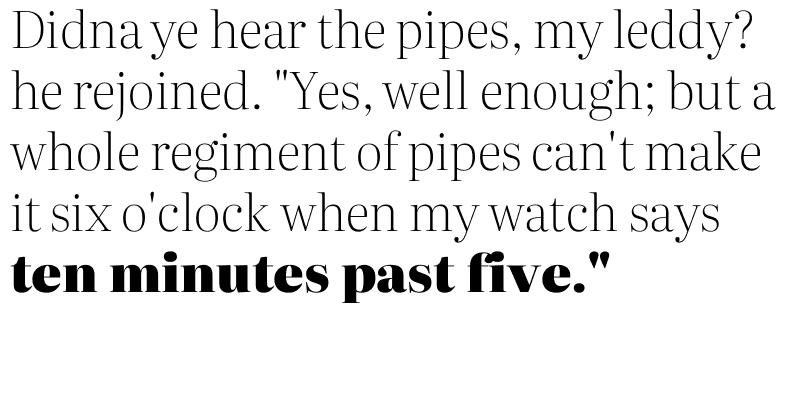 Didna ye hear the pipes, my leddy?
he rejoined. "Yes, well enough; but a
whole regiment of pipes can't make
it six o'clock when my watch says
ten minutes past five."